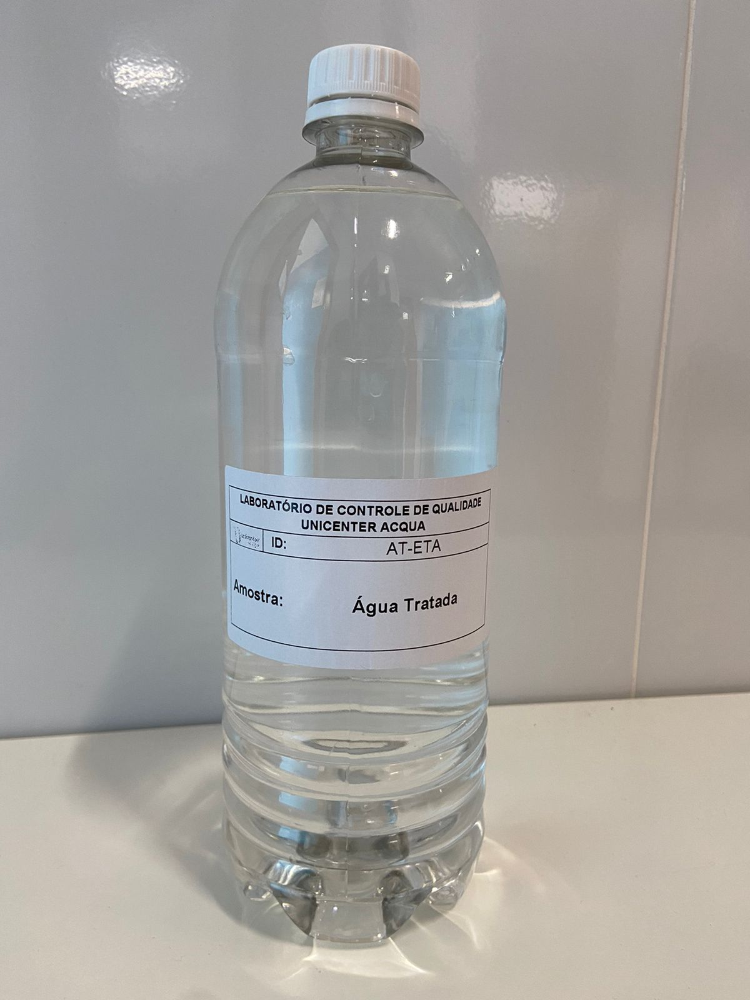 LABORATÓRIO DE CONTROLE DE QUALIDADE
UNICENTER ACQUA
ID: AT-ETA
Amostra: Água Tratada